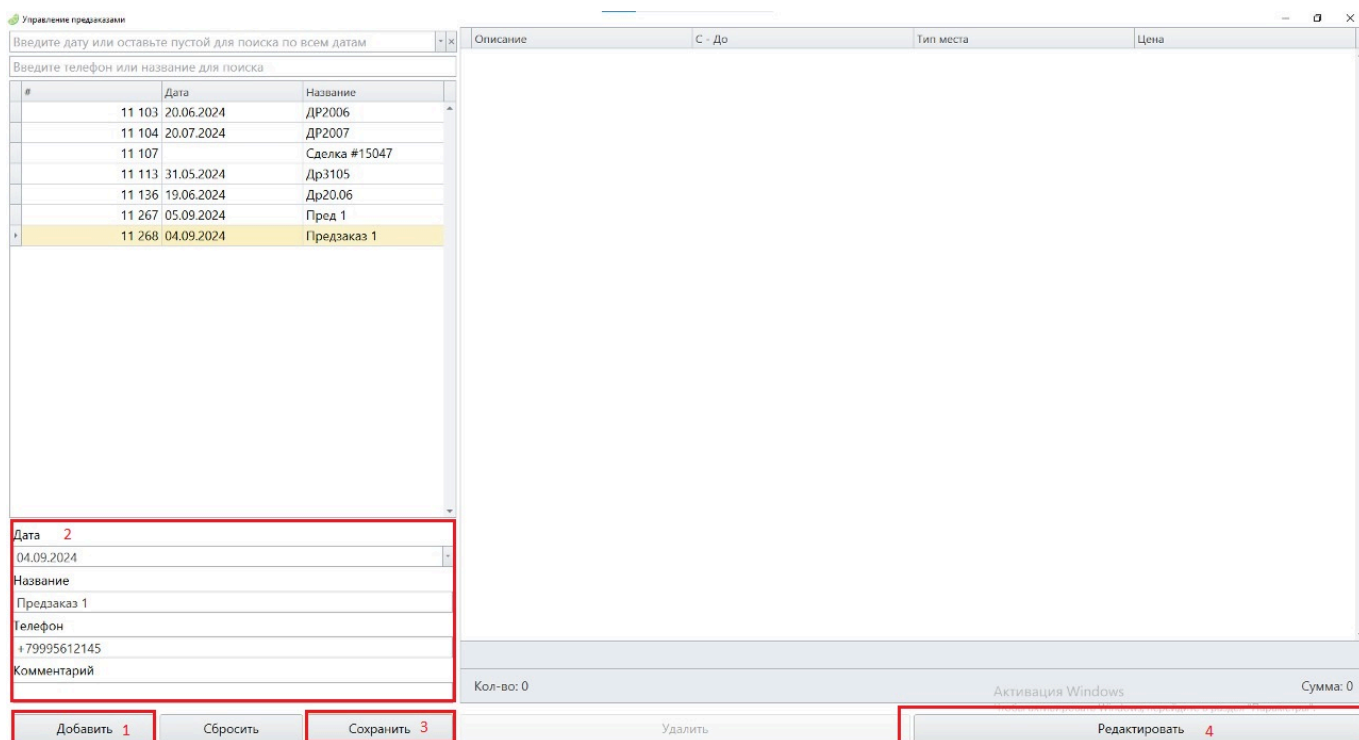 Управление предзаказами
Введите дату или оставьте пустой для поиска по всем датам
Введите телефон или название для поиска
# Дата Название
11 103 20.06.2024 ДР2006
11 104 20.07.2024 ДР2007
11 107 Сделка #15047
11 113 31.05.2024 Др3105
11 136 19.06.2024 Др20.06
11 267 05.09.2024 Пред 1
11 268 04.09.2024 Предзаказ 1
Дата 2
04.09.2024
Название
Предзаказ 1
Телефон
+79995612145
Комментарий
Добавить 1 Сбросить Сохранить 3
Описание С - До Тип места Цена
Кол-во: 0 Сумма: 0
Активация Windows
Удалить Редактировать 4